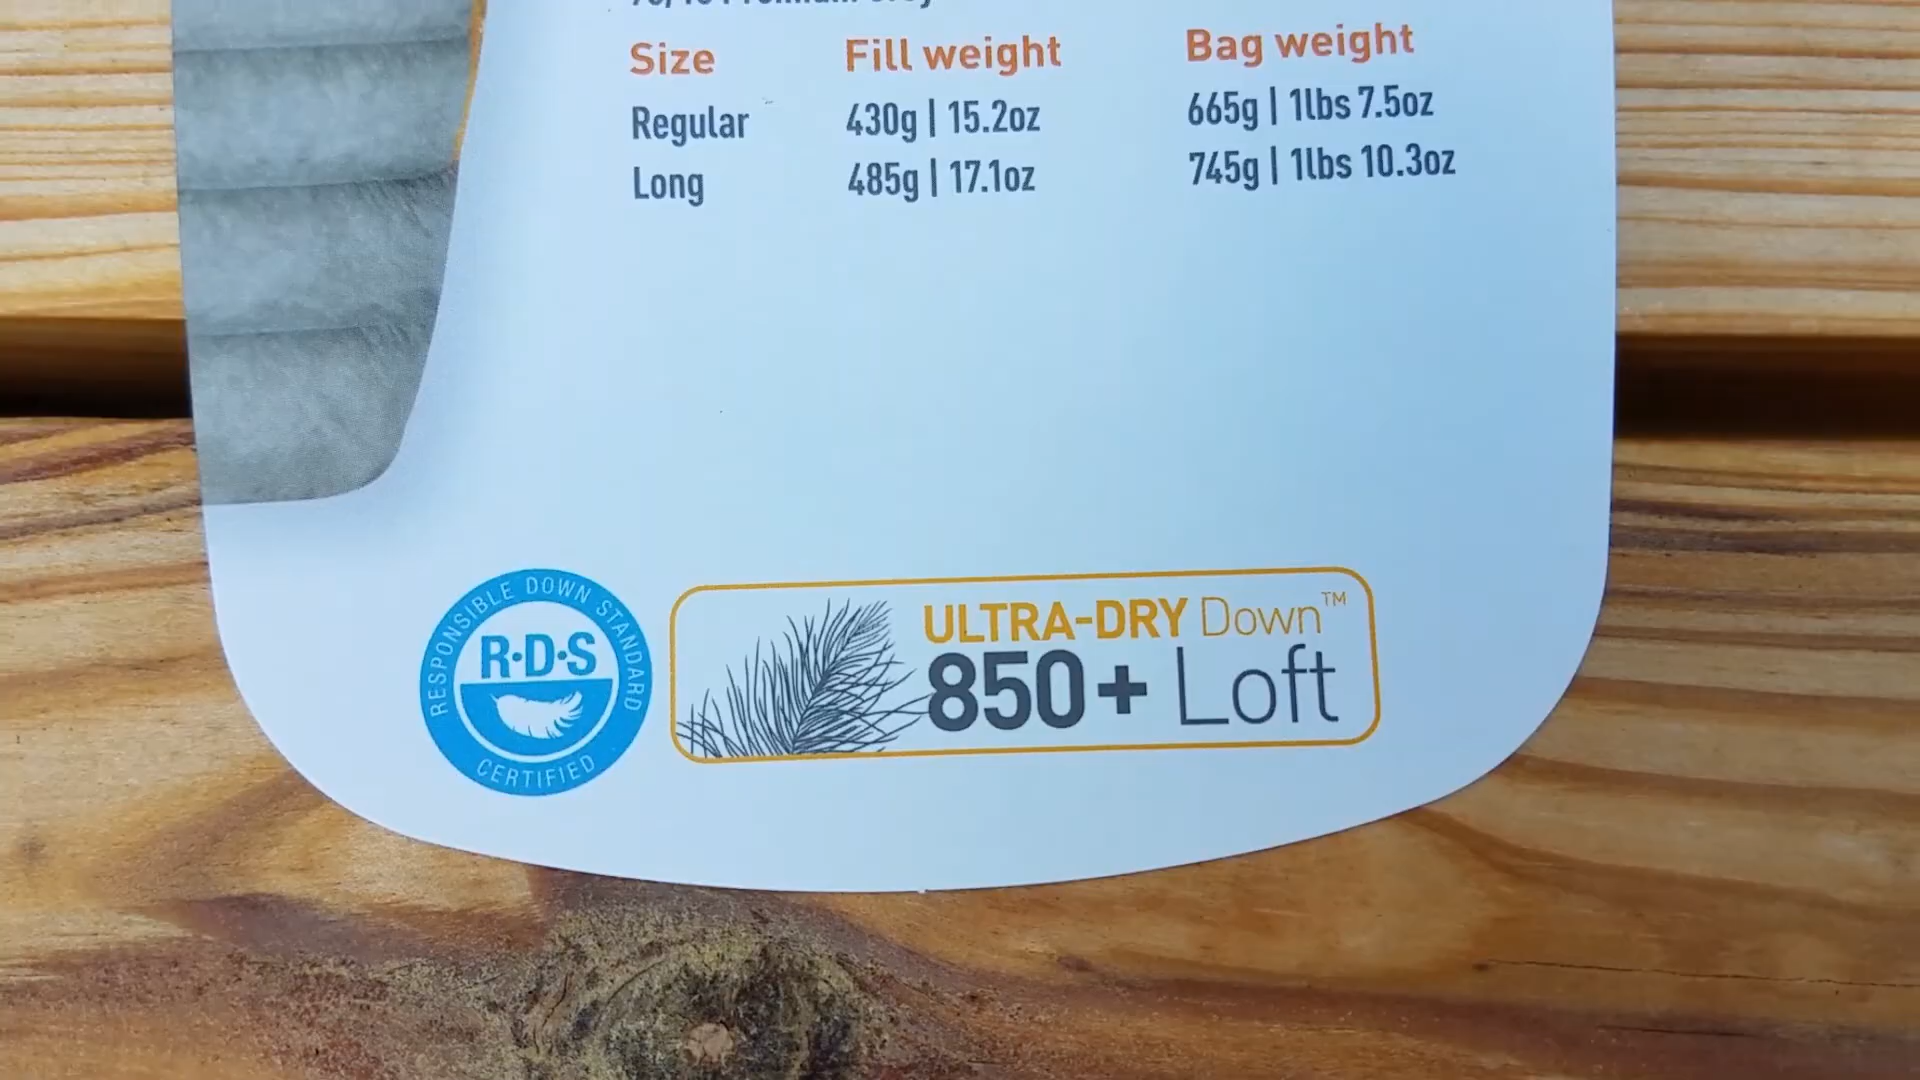 Size Fill weight Bag weight
Regular 430g | 15.2oz 665g | 1lbs 7.5oz
Long 485g | 17.1oz 745g | 1lbs 10.3oz
RESPONSIBLE DOWN STANDARD
R·D·S
CERTIFIED
ULTRA-DRY Down™
850+ Loft